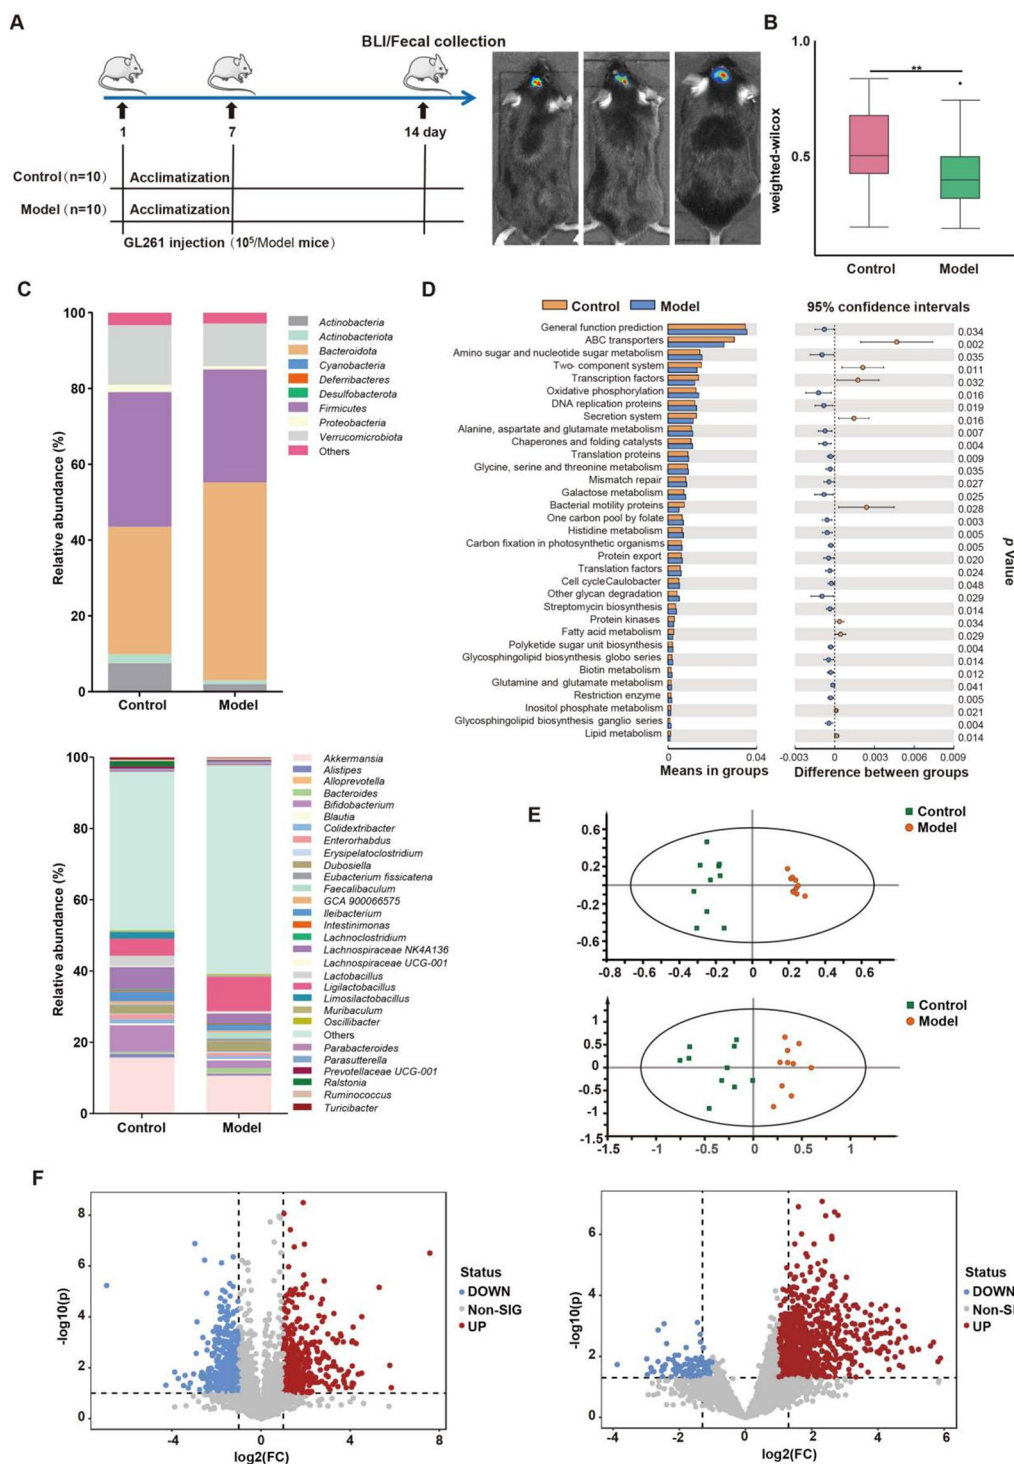 A
BLI/Fecal collection
1
7
14 day
Control (n=10)
Acclimatization
Model (n=10)
Acclimatization
GL261 injection (10⁵/Model mice)
B
**
1.0
0.5
weighted-wilcox
Control
Model
C
100
80
60
40
20
0
Relative abundance (%)
Control
Model
Actinobacteria
Actinobacteriota
Bacteroidota
Cyanobacteria
Deferribacteres
Desulfobacterota
Firmicutes
Proteobacteria
Verrucomicrobiota
Others
100
80
60
40
20
0
Relative abundance (%)
Control
Model
Akkermansia
Alistipes
Alloprevotella
Bacteroides
Bifidobacterium
Blautia
Colidextribacter
Enterorhabdus
Erysipelatoclostridium
Dubosiella
Eubacterium fissicatena
Faecalibaculum
GCA 900066575
Ileibacterium
Intestinimonas
Lachnoclostridium
Lachnospiraceae NK4A136
Lachnospiraceae UCG-001
Lactobacillus
Ligilactobacillus
Limosilactobacillus
Muribaculum
Oscillibacter
Others
Parabacteroides
Parasutterella
Prevotellaceae UCG-001
Ralstonia
Ruminococcus
Turicibacter
D
Control
Model
95% confidence intervals
General function prediction 0.034
ABC transporters 0.002
Amino sugar and nucleotide sugar metabolism 0.035
Two- component system 0.011
Transcription factors 0.032
Oxidative phosphorylation 0.016
DNA replication proteins 0.019
Secretion system 0.016
Alanine, aspartate and glutamate metabolism 0.007
Chaperones and folding catalysts 0.004
Translation proteins 0.009
Glycine, serine and threonine metabolism 0.035
Mismatch repair 0.027
Galactose metabolism 0.025
Bacterial motility proteins 0.028
One carbon pool by folate 0.003
Histidine metabolism 0.005
Carbon fixation in photosynthetic organisms 0.005
Protein export 0.020
Translation factors 0.024
Cell cycleCaulobacter 0.048
Other glycan degradation 0.029
Streptomycin biosynthesis 0.014
Protein kinases 0.034
Fatty acid metabolism 0.029
Polyketide sugar unit biosynthesis 0.004
Glycosphingolipid biosynthesis globo series 0.014
Biotin metabolism 0.012
Glutamine and glutamate metabolism 0.041
Restriction enzyme 0.005
Inositol phosphate metabolism 0.021
Glycosphingolipid biosynthesis ganglio series 0.004
Lipid metabolism 0.014
p Value
0 0.04
-0.003 0 0.003 0.006 0.009
Means in groups
Difference between groups
E
Control
Model
0.6
0.2
-0.2
-0.6
-0.8 -0.6 -0.4 -0.2 0 0.2 0.4 0.6 0.8
Control
Model
1
0.5
0
-0.5
-1
-1.5
-1.5 -1 -0.5 0 0.5 1
F
8
6
4
2
0
-log10(p)
-4 0 4 8
log2(FC)
Status
DOWN
Non-SIG
UP
6
4
2
0
-log10(p)
-4 -2 0 2 4 6
log2(FC)
Status
DOWN
Non-SI
UP